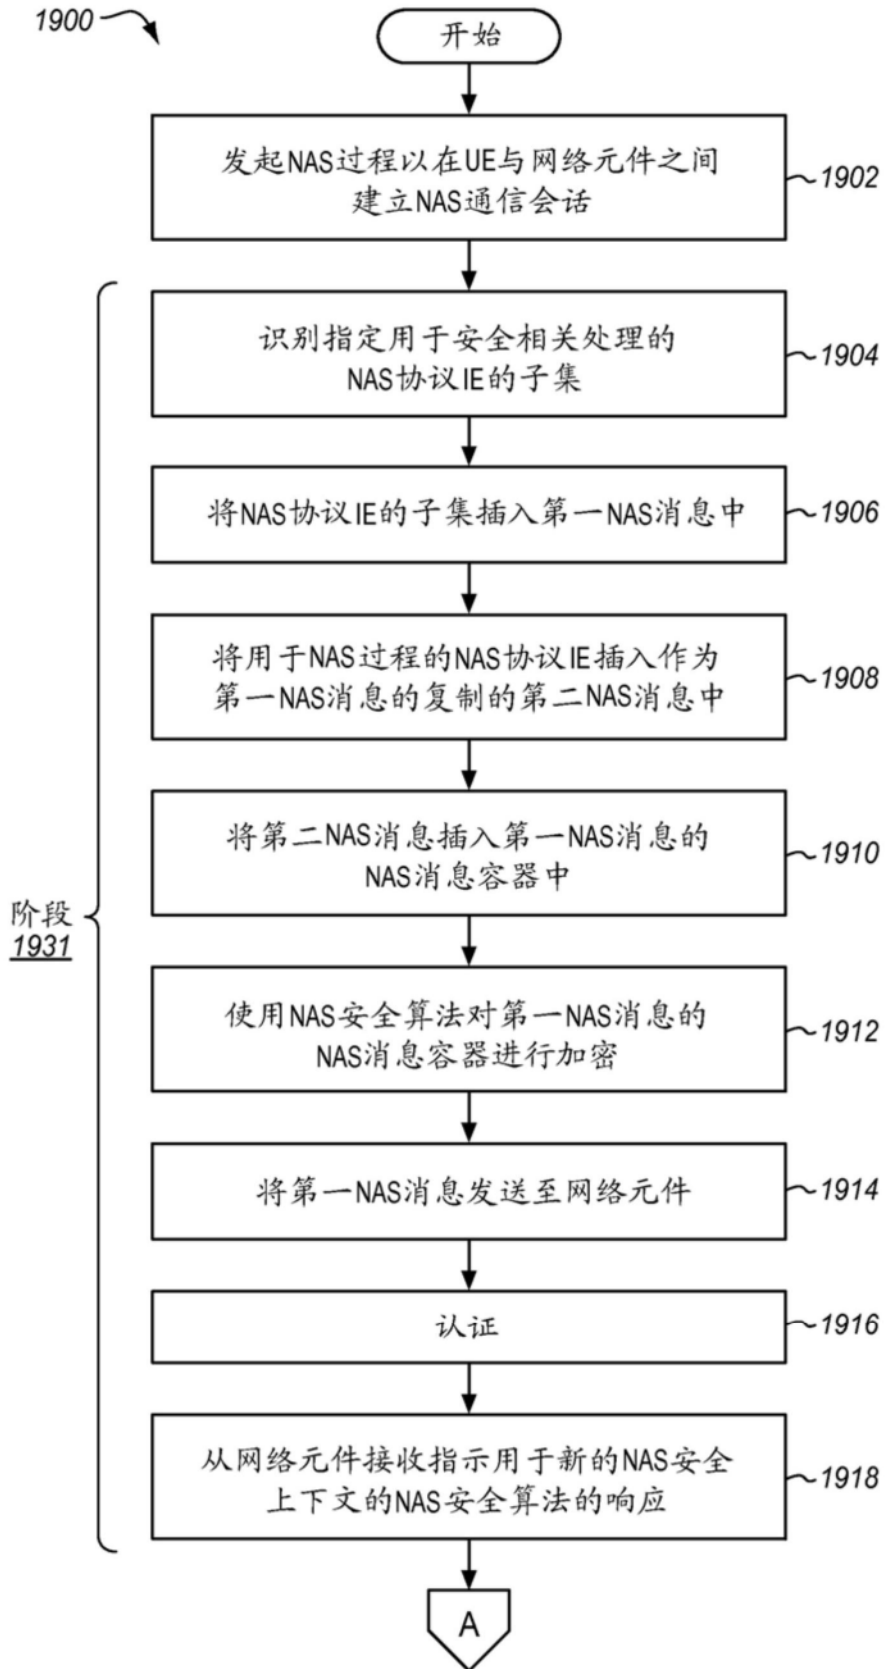 1900
开始
发起NAS过程以在UE与网络元件之间
建立NAS通信会话
1902
识别指定用于安全相关处理的
NAS协议IE的子集
1904
将NAS协议IE的子集插入第一NAS消息中
1906
将用于NAS过程的NAS协议IE插入作为
第一NAS消息的复制的第二NAS消息中
1908
将第二NAS消息插入第一NAS消息的
NAS消息容器中
1910
阶段
1931
使用NAS安全算法对第一NAS消息的
NAS消息容器进行加密
1912
将第一NAS消息发送至网络元件
1914
认证
1916
从网络元件接收指示用于新的NAS安全
上下文的NAS安全算法的响应
1918
A